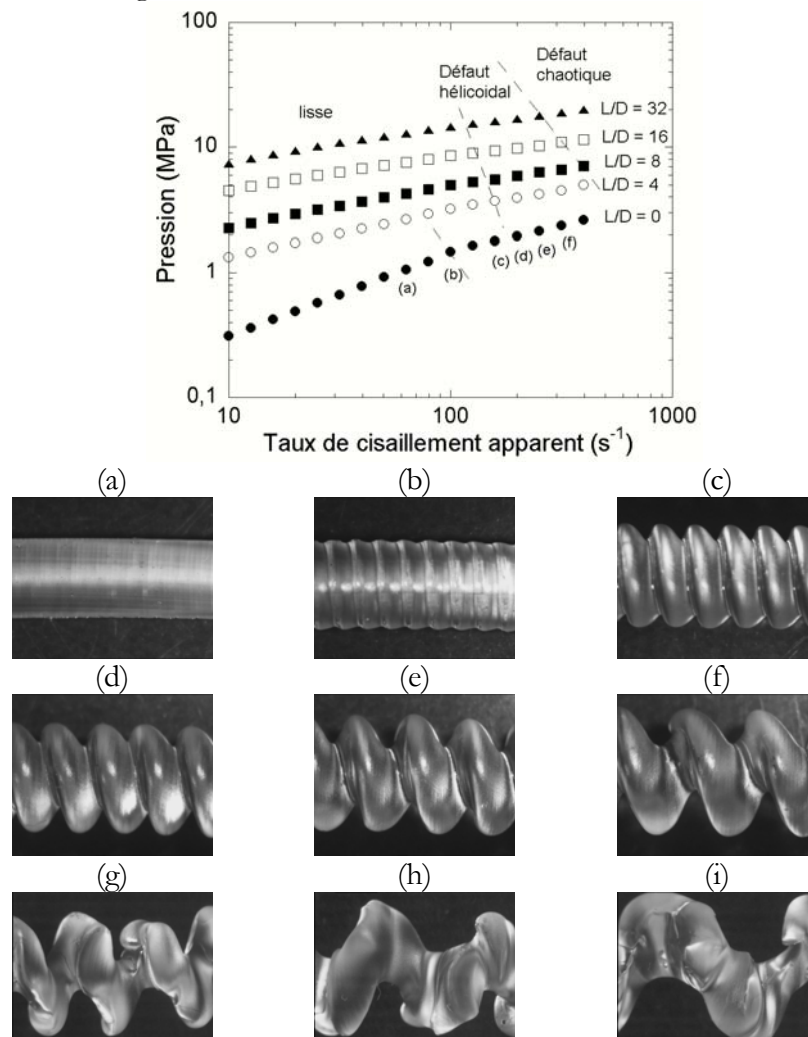 100
10
1
0,1
Pression (MPa)
lisse
Défaut
hélicoidal
Défaut
chaotique
L/D = 32
L/D = 16
L/D = 8
L/D = 4
L/D = 0
(a)
(b)
(c)
(d)
(e)
(f)
10
100
1000
Taux de cisaillement apparent (s⁻¹)
(a) (b) (c)
(d) (e) (f)
(g) (h) (i)